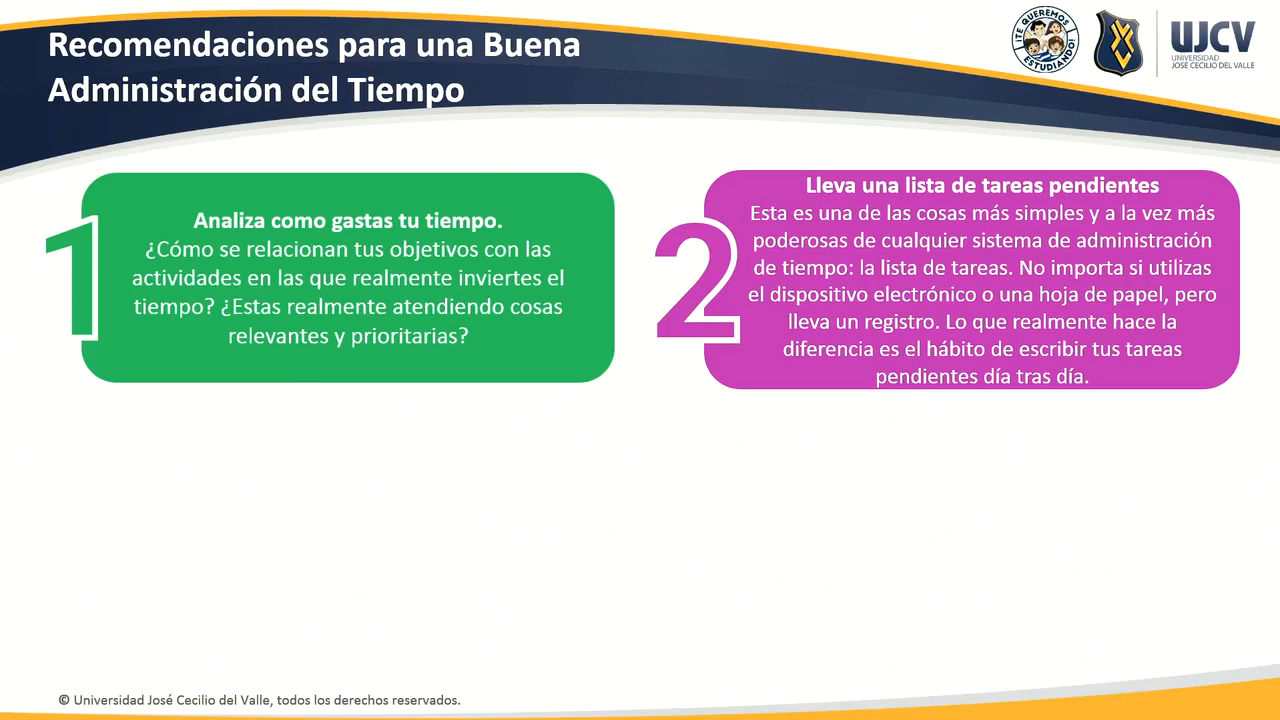 Recomendaciones para una Buena
Administración del Tiempo
¡TE QUEREMOS
ESTUDIANDO!
UJCV
UNIVERSIDAD
JOSÉ CECILIO DEL VALLE
1
Analiza como gastas tu tiempo.
¿Cómo se relacionan tus objetivos con las
actividades en las que realmente inviertes el
tiempo? ¿Estas realmente atendiendo cosas
relevantes y prioritarias?
2
Lleva una lista de tareas pendientes
Esta es una de las cosas más simples y a la vez más
poderosas de cualquier sistema de administración
de tiempo: la lista de tareas. No importa si utilizas
el dispositivo electrónico o una hoja de papel, pero
lleva un registro. Lo que realmente hace la
diferencia es el hábito de escribir tus tareas
pendientes día tras día.
© Universidad José Cecilio del Valle, todos los derechos reservados.